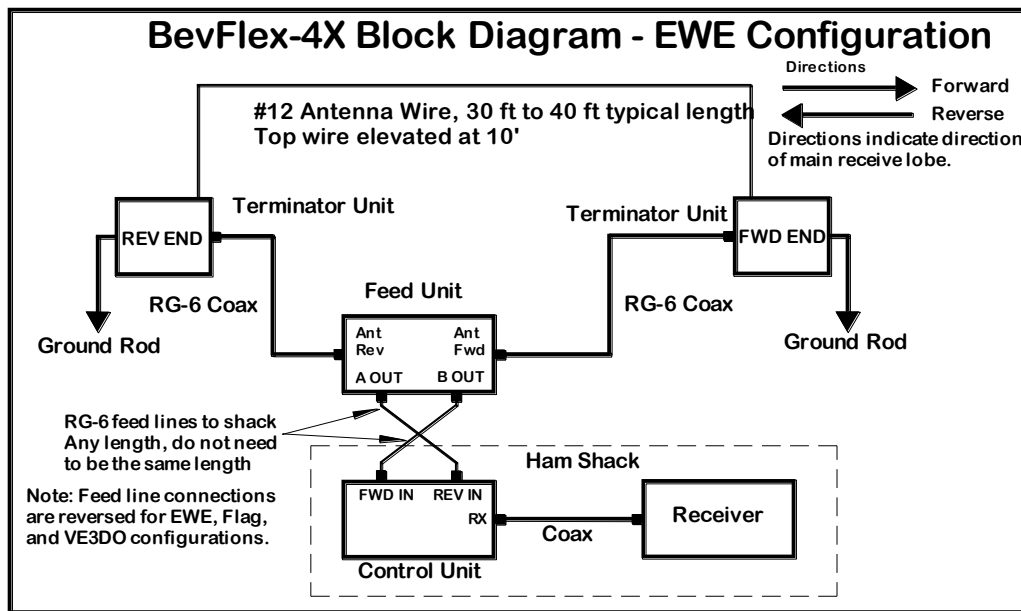 BevFlex-4X Block Diagram - EWE Configuration
Directions
Forward
Reverse
Directions indicate direction
of main receive lobe.
#12 Antenna Wire, 30 ft to 40 ft typical length
Top wire elevated at 10'
Terminator Unit
Terminator Unit
REV END
FWD END
RG-6 Coax
Feed Unit
RG-6 Coax
Ground Rod
Ground Rod
Ant
Rev
Ant
Fwd
A OUT
B OUT
RG-6 feed lines to shack
Any length, do not need
to be the same length
Note: Feed line connections
are reversed for EWE, Flag,
and VE3DO configurations.
Ham Shack
FWD IN
REV IN
RX
Coax
Receiver
Control Unit